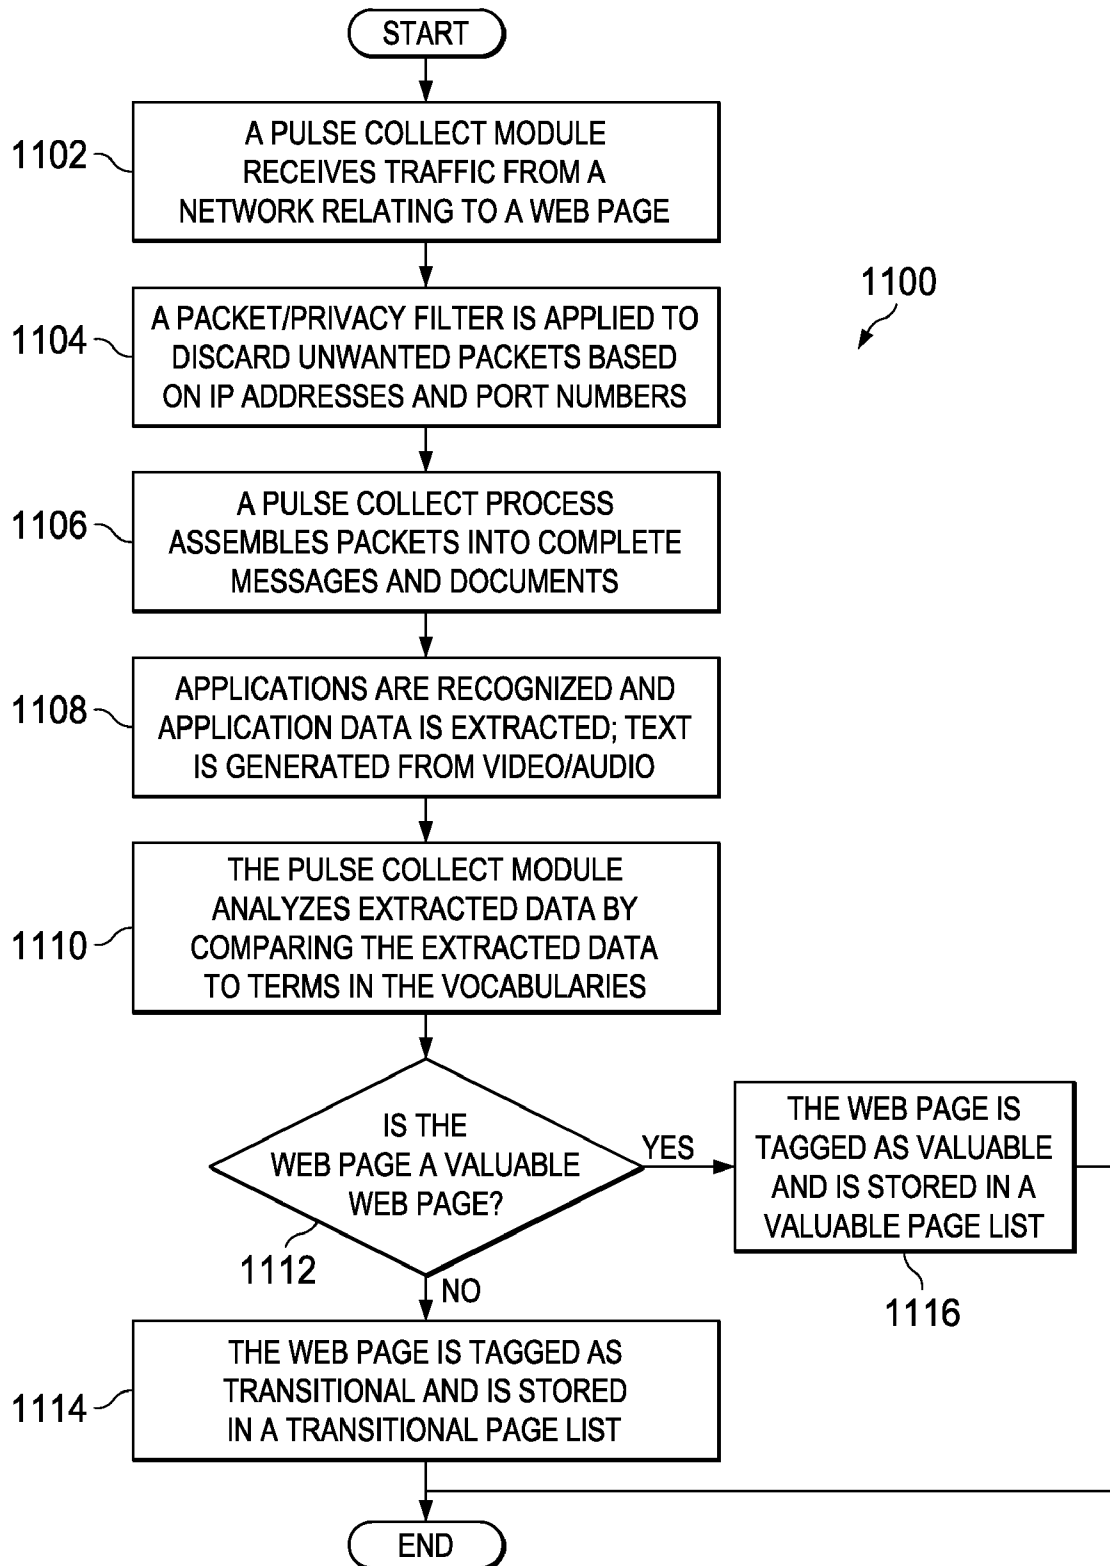 START
1102
A PULSE COLLECT MODULE
RECEIVES TRAFFIC FROM A
NETWORK RELATING TO A WEB PAGE
1100
1104
A PACKET/PRIVACY FILTER IS APPLIED TO
DISCARD UNWANTED PACKETS BASED
ON IP ADDRESSES AND PORT NUMBERS
1106
A PULSE COLLECT PROCESS
ASSEMBLES PACKETS INTO COMPLETE
MESSAGES AND DOCUMENTS
1108
APPLICATIONS ARE RECOGNIZED AND
APPLICATION DATA IS EXTRACTED; TEXT
IS GENERATED FROM VIDEO/AUDIO
1110
THE PULSE COLLECT MODULE
ANALYZES EXTRACTED DATA BY
COMPARING THE EXTRACTED DATA
TO TERMS IN THE VOCABULARIES
IS THE
WEB PAGE A VALUABLE
WEB PAGE?
1112
YES
THE WEB PAGE IS
TAGGED AS VALUABLE
AND IS STORED IN A
VALUABLE PAGE LIST
1116
NO
1114
THE WEB PAGE IS TAGGED AS
TRANSITIONAL AND IS STORED
IN A TRANSITIONAL PAGE LIST
END